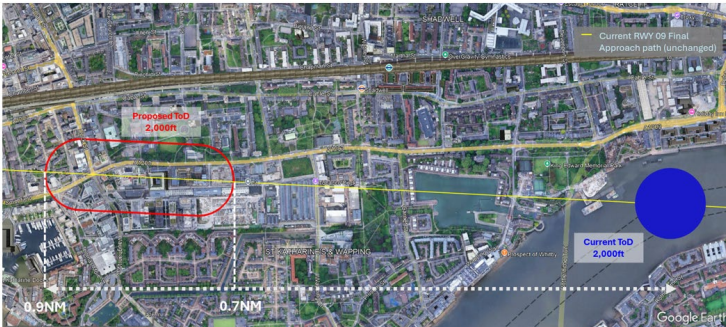 SHADWELL
Current RWY 09 Final
Approach path (unchanged)
Proposed ToD
2,000ft
ST KATHARINE'S & WAPPING
Prospect of Whitby
Current ToD
2,000ft
0.9NM
0.7NM
Google Earth